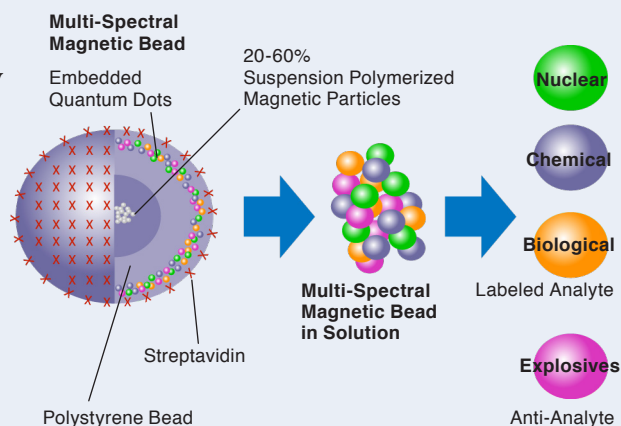 Multi-Spectral
Magnetic Bead
Embedded
Quantum Dots
20-60%
Suspension Polymerized
Magnetic Particles
Streptavidin
Polystyrene Bead
Multi-Spectral
Magnetic Bead
in Solution
Nuclear
Chemical
Biological
Labeled Analyte
Explosives
Anti-Analyte